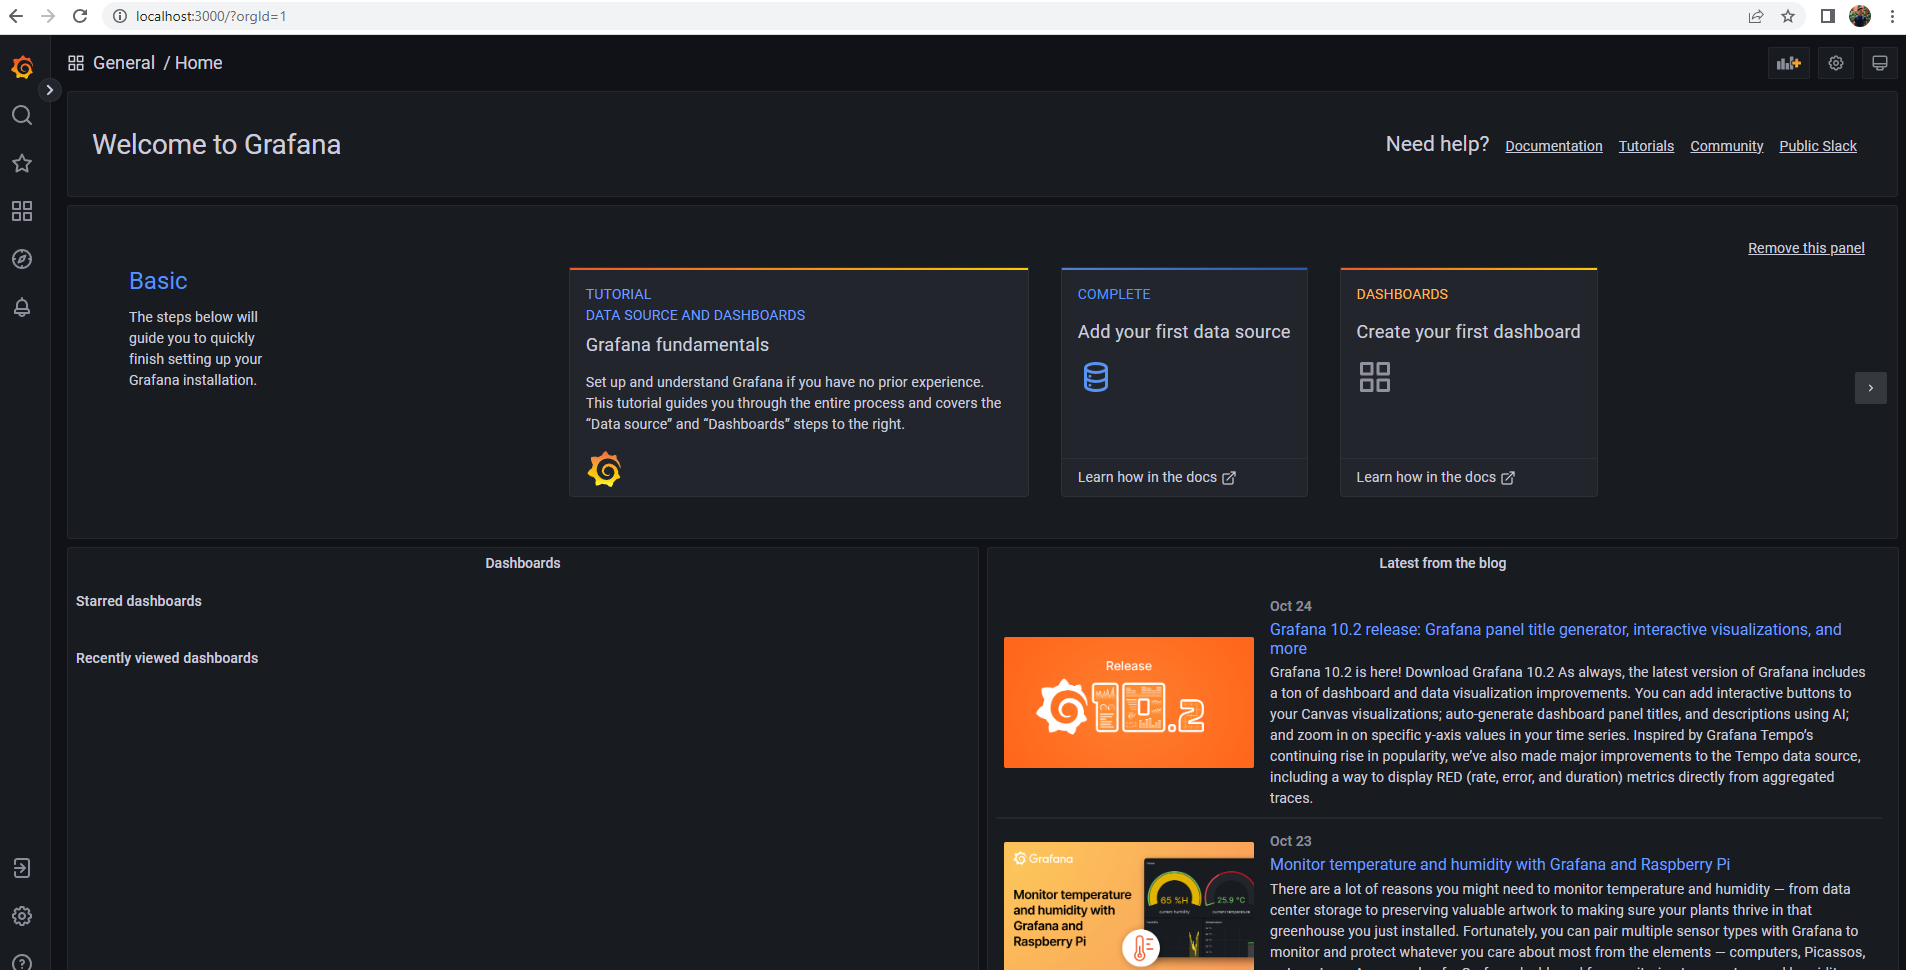 localhost:3000/?orgId=1
General / Home
Welcome to Grafana
Need help? Documentation Tutorials Community Public Slack
Remove this panel
Basic
The steps below will
guide you to quickly
finish setting up your
Grafana installation.
TUTORIAL
DATA SOURCE AND DASHBOARDS
Grafana fundamentals
Set up and understand Grafana if you have no prior experience.
This tutorial guides you through the entire process and covers the
“Data source” and “Dashboards” steps to the right.
COMPLETE
Add your first data source
Learn how in the docs
DASHBOARDS
Create your first dashboard
Learn how in the docs
Dashboards
Starred dashboards
Recently viewed dashboards
Latest from the blog
Release
10.2
Oct 24
Grafana 10.2 release: Grafana panel title generator, interactive visualizations, and
more
Grafana 10.2 is here! Download Grafana 10.2 As always, the latest version of Grafana includes
a ton of dashboard and data visualization improvements. You can add interactive buttons to
your Canvas visualizations; auto-generate dashboard panel titles, and descriptions using AI;
and zoom in on specific y-axis values in your time series. Inspired by Grafana Tempo’s
continuing rise in popularity, we’ve also made major improvements to the Tempo data source,
including a way to display RED (rate, error, and duration) metrics directly from aggregated
traces.
Grafana
Monitor temperature
and humidity with
Grafana and
Raspberry Pi
65 %H
current humidity
25.9 °C
current temperature
Oct 23
Monitor temperature and humidity with Grafana and Raspberry Pi
There are a lot of reasons you might need to monitor temperature and humidity — from data
center storage to preserving valuable artwork to making sure your plants thrive in that
greenhouse you just installed. Fortunately, you can pair multiple sensor types with Grafana to
monitor and protect whatever you care about most from the elements — computers, Picassos,